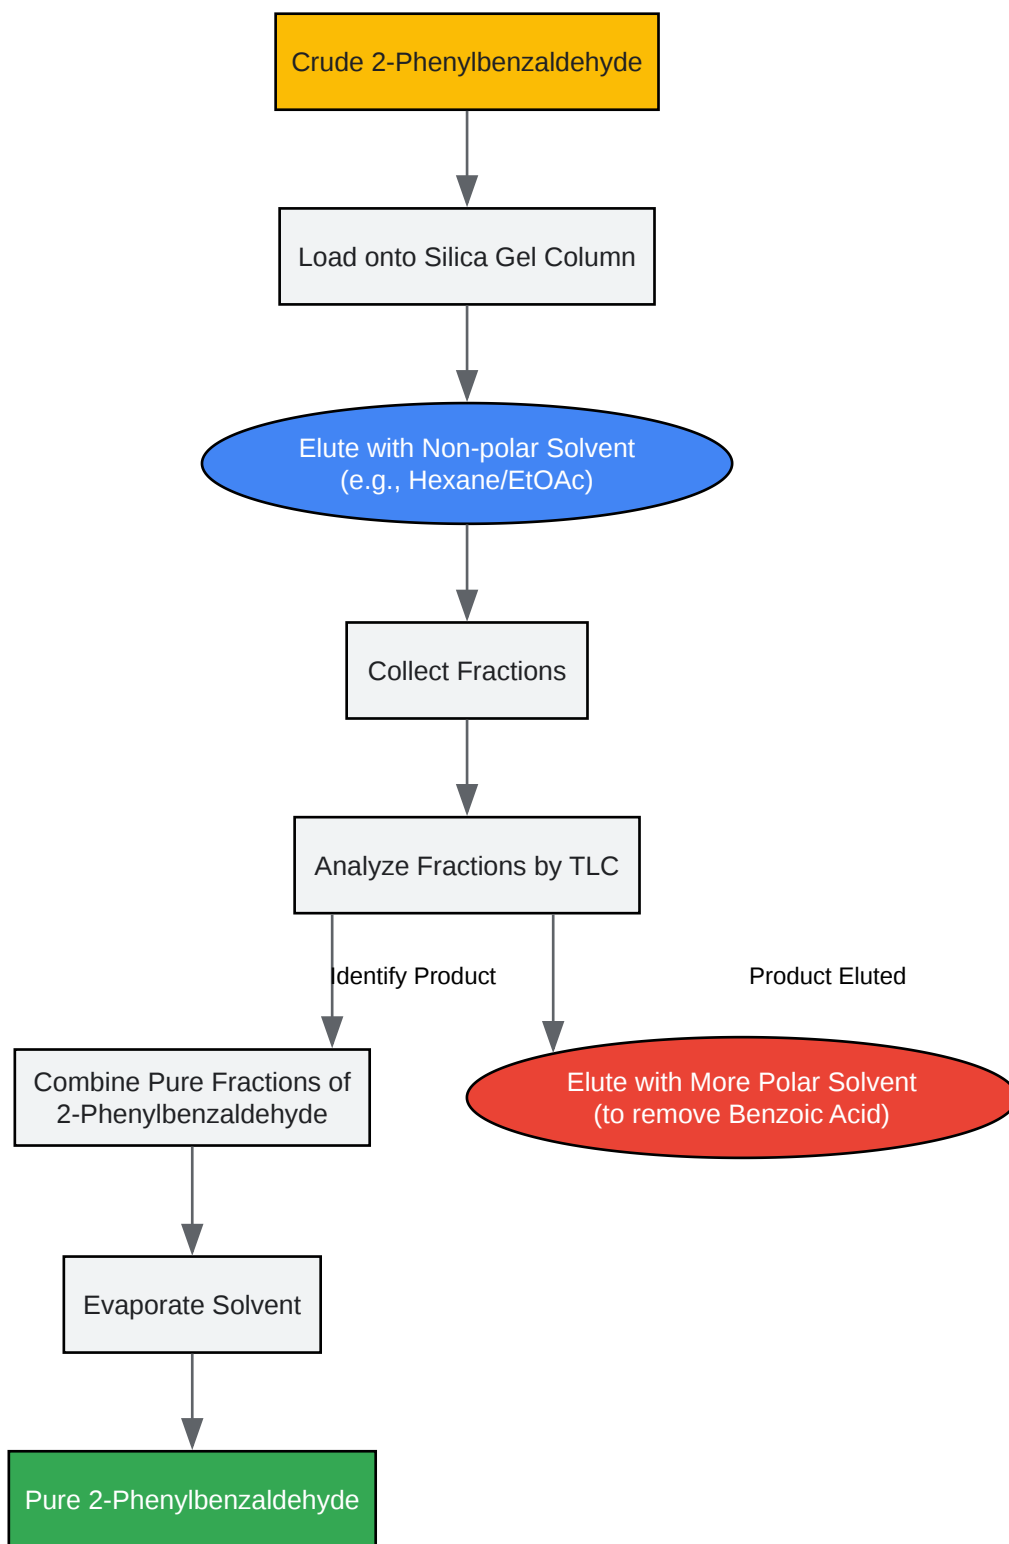 Crude 2-Phenylbenzaldehyde
Load onto Silica Gel Column
Elute with Non-polar Solvent
(e.g., Hexane/EtOAc)
Collect Fractions
Analyze Fractions by TLC
Identify Product
Product Eluted
Combine Pure Fractions of
2-Phenylbenzaldehyde
Elute with More Polar Solvent
(to remove Benzoic Acid)
Evaporate Solvent
Pure 2-Phenylbenzaldehyde